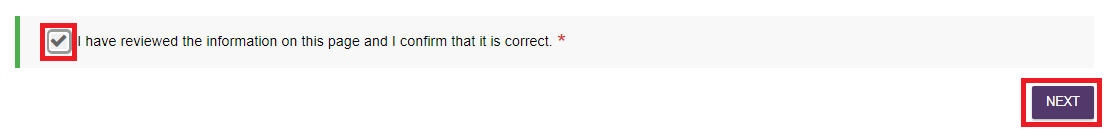 I have reviewed the information on this page and I confirm that it is correct. *
NEXT